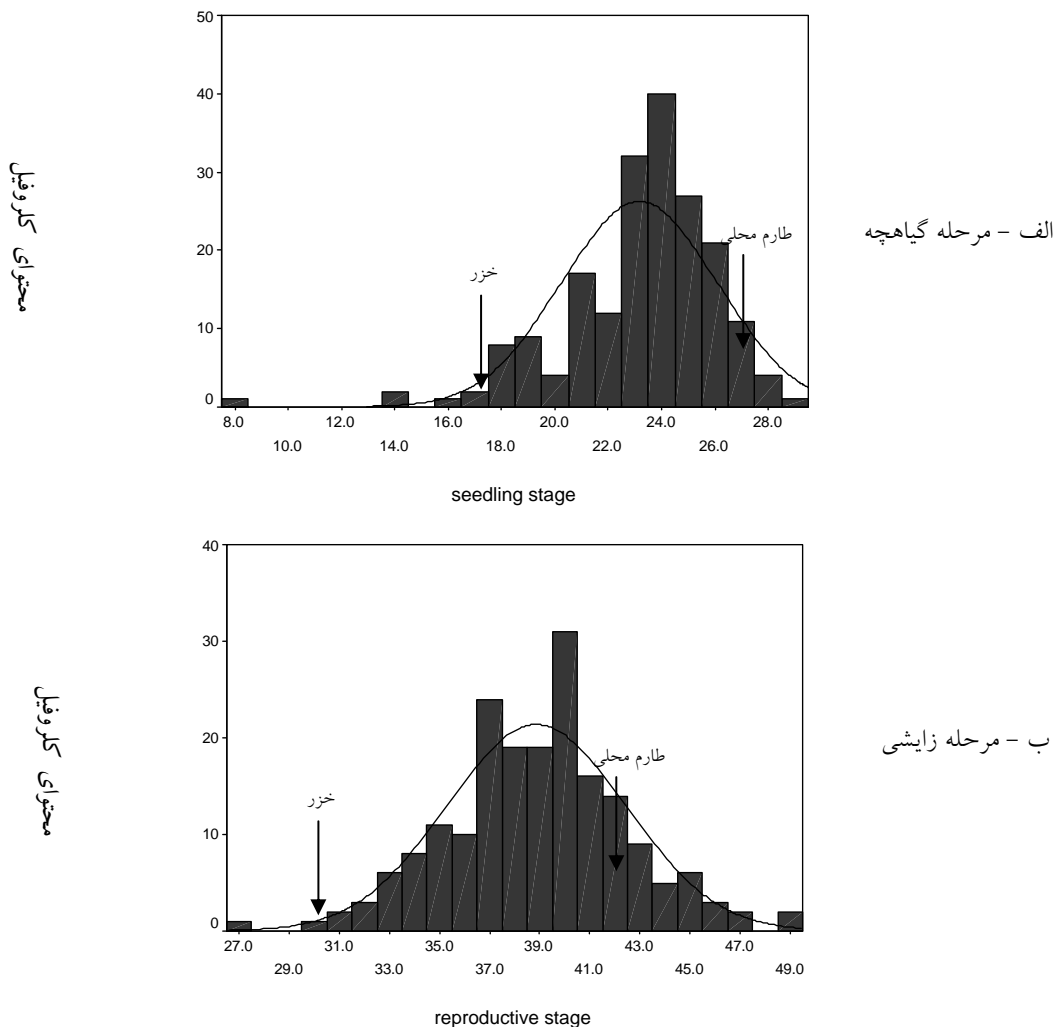 50
40
30
20
10
0
محتوای کلروفیل
خزر
طارم محلی
الف - مرحله گیاهچه
8.0 12.0 16.0 20.0 24.0 28.0
10.0 14.0 18.0 22.0 26.0
seedling stage
40
30
20
10
0
محتوای کلروفیل
خزر
طارم محلی
ب - مرحله زایشی
27.0 31.0 35.0 39.0 43.0 47.0
29.0 33.0 37.0 41.0 45.0 49.0
reproductive stage